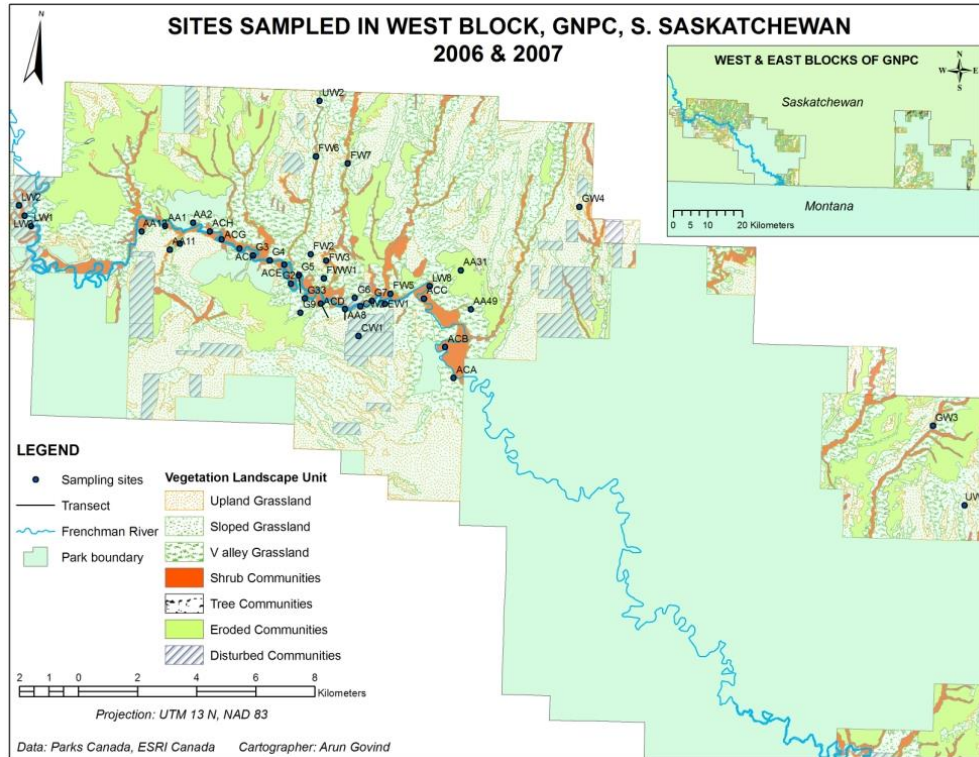 SITES SAMPLED IN WEST BLOCK, GNPC, S. SASKATCHEWAN
2006 & 2007
N
WEST & EAST BLOCKS OF GNPC
N
W E
S
Saskatchewan
Montana
0 5 10 20 Kilometers
UW2
FW6
FW7
GW4
LW2
LW1
AA1
AA2
ACH
ACG
AA11
G3
G4
FW2
FW3
ACE
G2
G5
FWW1
AA31
LW8
G33
ACD
G6
G7
FW5
ACC
G9
AA8
EW1
AA49
CW1
ACB
ACA
GW3
UW
LEGEND
Sampling sites
Transect
Frenchman River
Park boundary
Vegetation Landscape Unit
Upland Grassland
Sloped Grassland
V alley Grassland
Shrub Communities
Tree Communities
Eroded Communities
Disturbed Communities
2 1 0 2 4 6 8
Kilometers
Projection: UTM 13 N, NAD 83
Data: Parks Canada, ESRI Canada Cartographer: Arun Govind